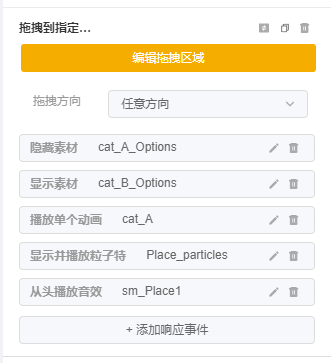 拖拽到指定...
编辑拖拽区域
拖拽方向 任意方向
隐藏素材 cat_A_Options
显示素材 cat_B_Options
播放单个动画 cat_A
显示并播放粒子特 Place_particles
从头播放音效 sm_Place1
+ 添加响应事件